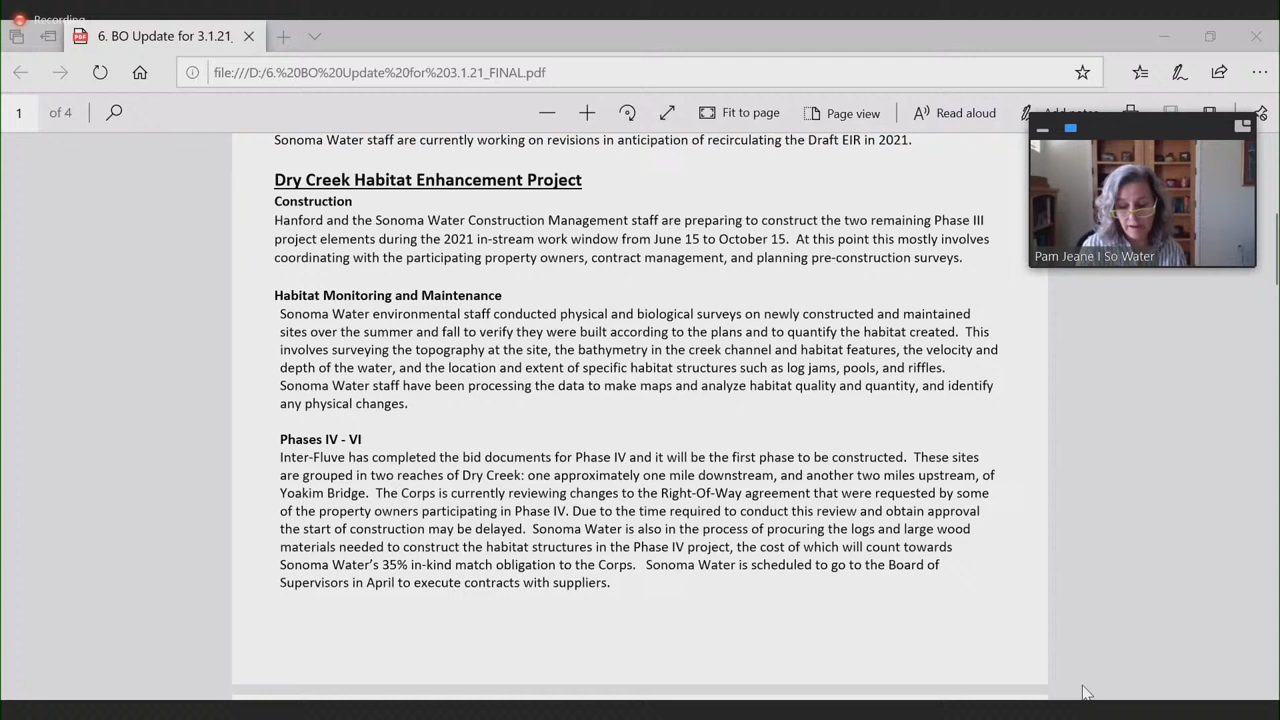 Recording
6. BO Update for 3.1.21_
file:///D:/6.%20BO%20Update%20for%203.1.21_FINAL.pdf
1 of 4
Fit to page
Page view
Read aloud
Add notes
Sonoma Water staff are currently working on revisions in anticipation of recirculating the Draft EIR in 2021.
Pam Jeane I So Water
Dry Creek Habitat Enhancement Project
Construction
Hanford and the Sonoma Water Construction Management staff are preparing to construct the two remaining Phase III
project elements during the 2021 in-stream work window from June 15 to October 15. At this point this mostly involves
coordinating with the participating property owners, contract management, and planning pre-construction surveys.
Habitat Monitoring and Maintenance
Sonoma Water environmental staff conducted physical and biological surveys on newly constructed and maintained
sites over the summer and fall to verify they were built according to the plans and to quantify the habitat created. This
involves surveying the topography at the site, the bathymetry in the creek channel and habitat features, the velocity and
depth of the water, and the location and extent of specific habitat structures such as log jams, pools, and riffles.
Sonoma Water staff have been processing the data to make maps and analyze habitat quality and quantity, and identify
any physical changes.
Phases IV - VI
Inter-Fluve has completed the bid documents for Phase IV and it will be the first phase to be constructed. These sites
are grouped in two reaches of Dry Creek: one approximately one mile downstream, and another two miles upstream, of
Yoakim Bridge. The Corps is currently reviewing changes to the Right-Of-Way agreement that were requested by some
of the property owners participating in Phase IV. Due to the time required to conduct this review and obtain approval
the start of construction may be delayed. Sonoma Water is also in the process of procuring the logs and large wood
materials needed to construct the habitat structures in the Phase IV project, the cost of which will count towards
Sonoma Water's 35% in-kind match obligation to the Corps. Sonoma Water is scheduled to go to the Board of
Supervisors in April to execute contracts with suppliers.